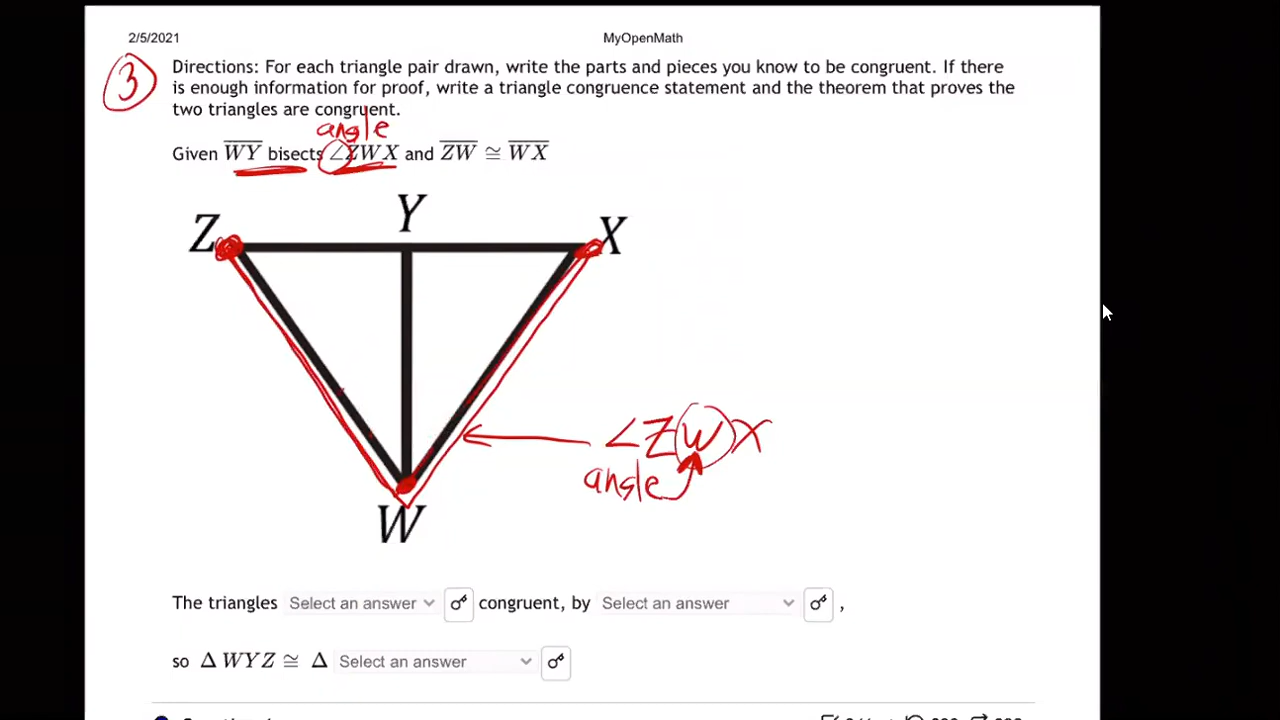 2/5/2021
MyOpenMath
3
Directions: For each triangle pair drawn, write the parts and pieces you know to be congruent. If there
is enough information for proof, write a triangle congruence statement and the theorem that proves the
two triangles are congruent.
angle
Given WY bisects ∠ZWX and ZW ≅ WX
Y
Z
X
∠ZWX
angle
W
The triangles Select an answer congruent, by Select an answer ,
so Δ WYZ ≅ Δ Select an answer